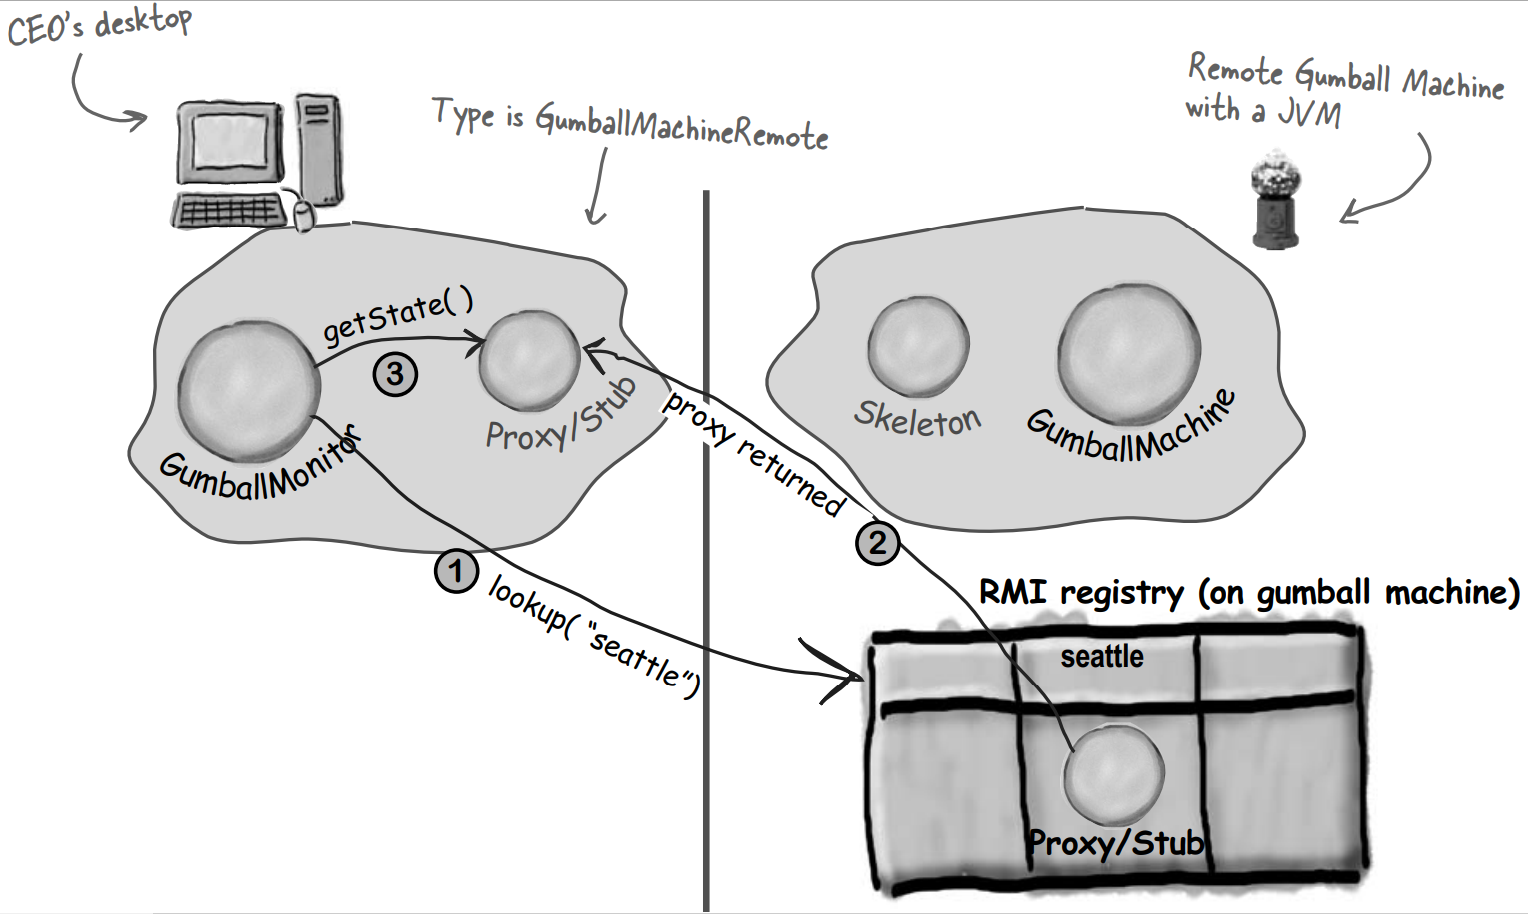 CEO's desktop
Type is GumballMachineRemote
Remote Gumball Machine
with a JVM
getState( )
3
Proxy/Stub
GumballMonitor
Skeleton
GumballMachine
proxy returned
2
1
lookup( "seattle")
RMI registry (on gumball machine)
seattle
Proxy/Stub